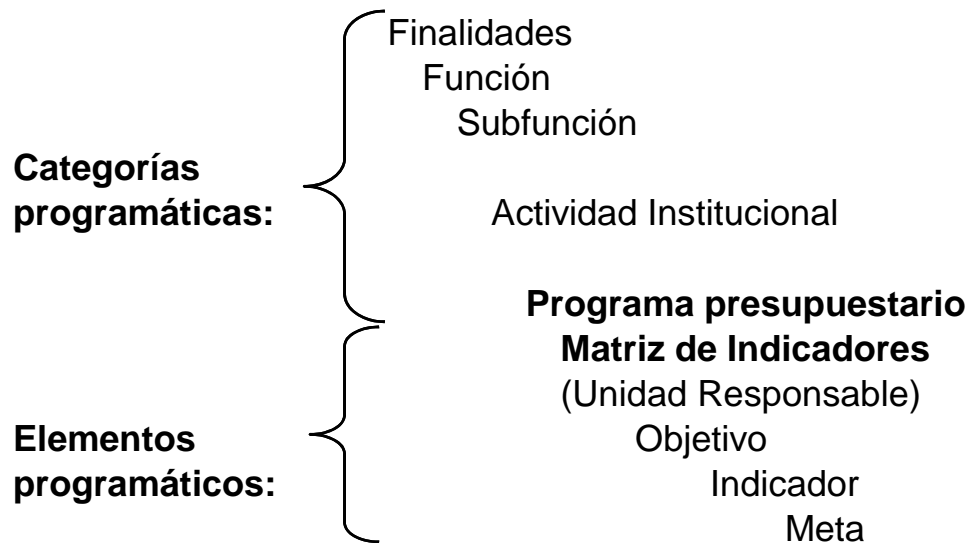 Finalidades
Función
Subfunción
Categorías
programáticas:
Actividad Institucional
Programa presupuestario
Matriz de Indicadores
(Unidad Responsable)
Elementos
programáticos:
Objetivo
Indicador
Meta